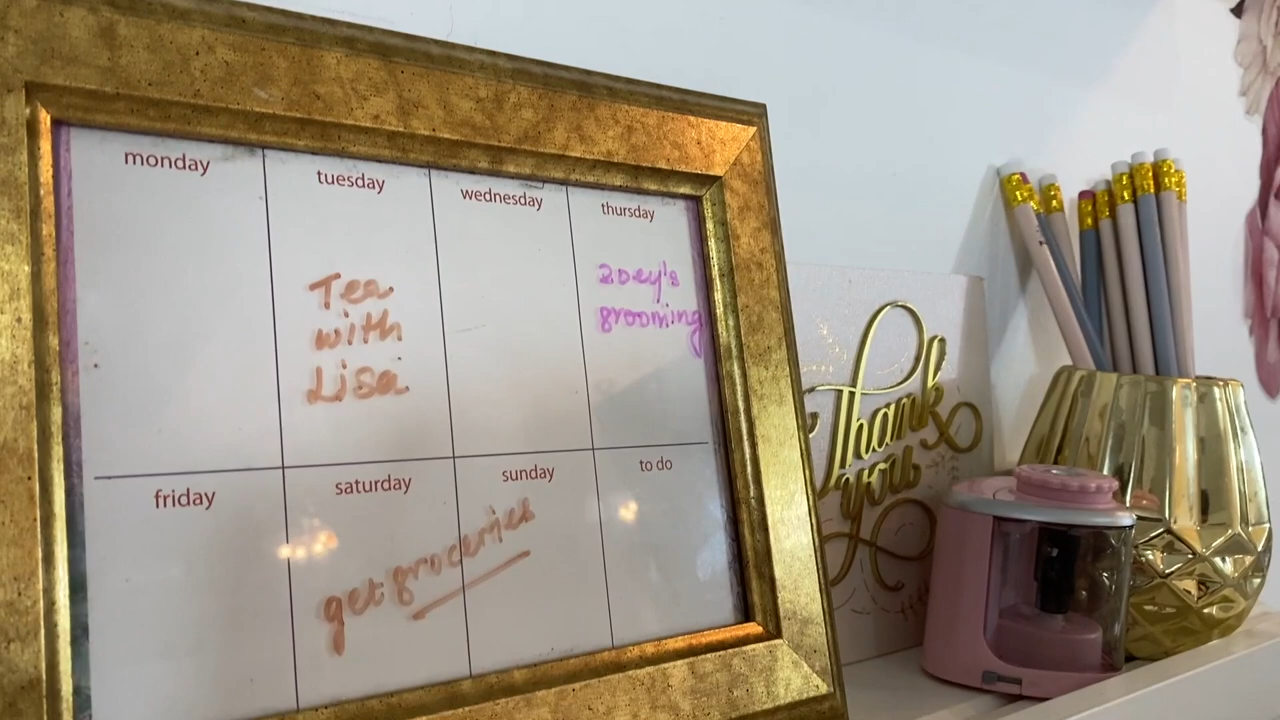 monday
tuesday
wednesday
thursday
Tea
with
Lisa
zoey's
grooming
friday
saturday
sunday
to do
get groceries
Thank
you